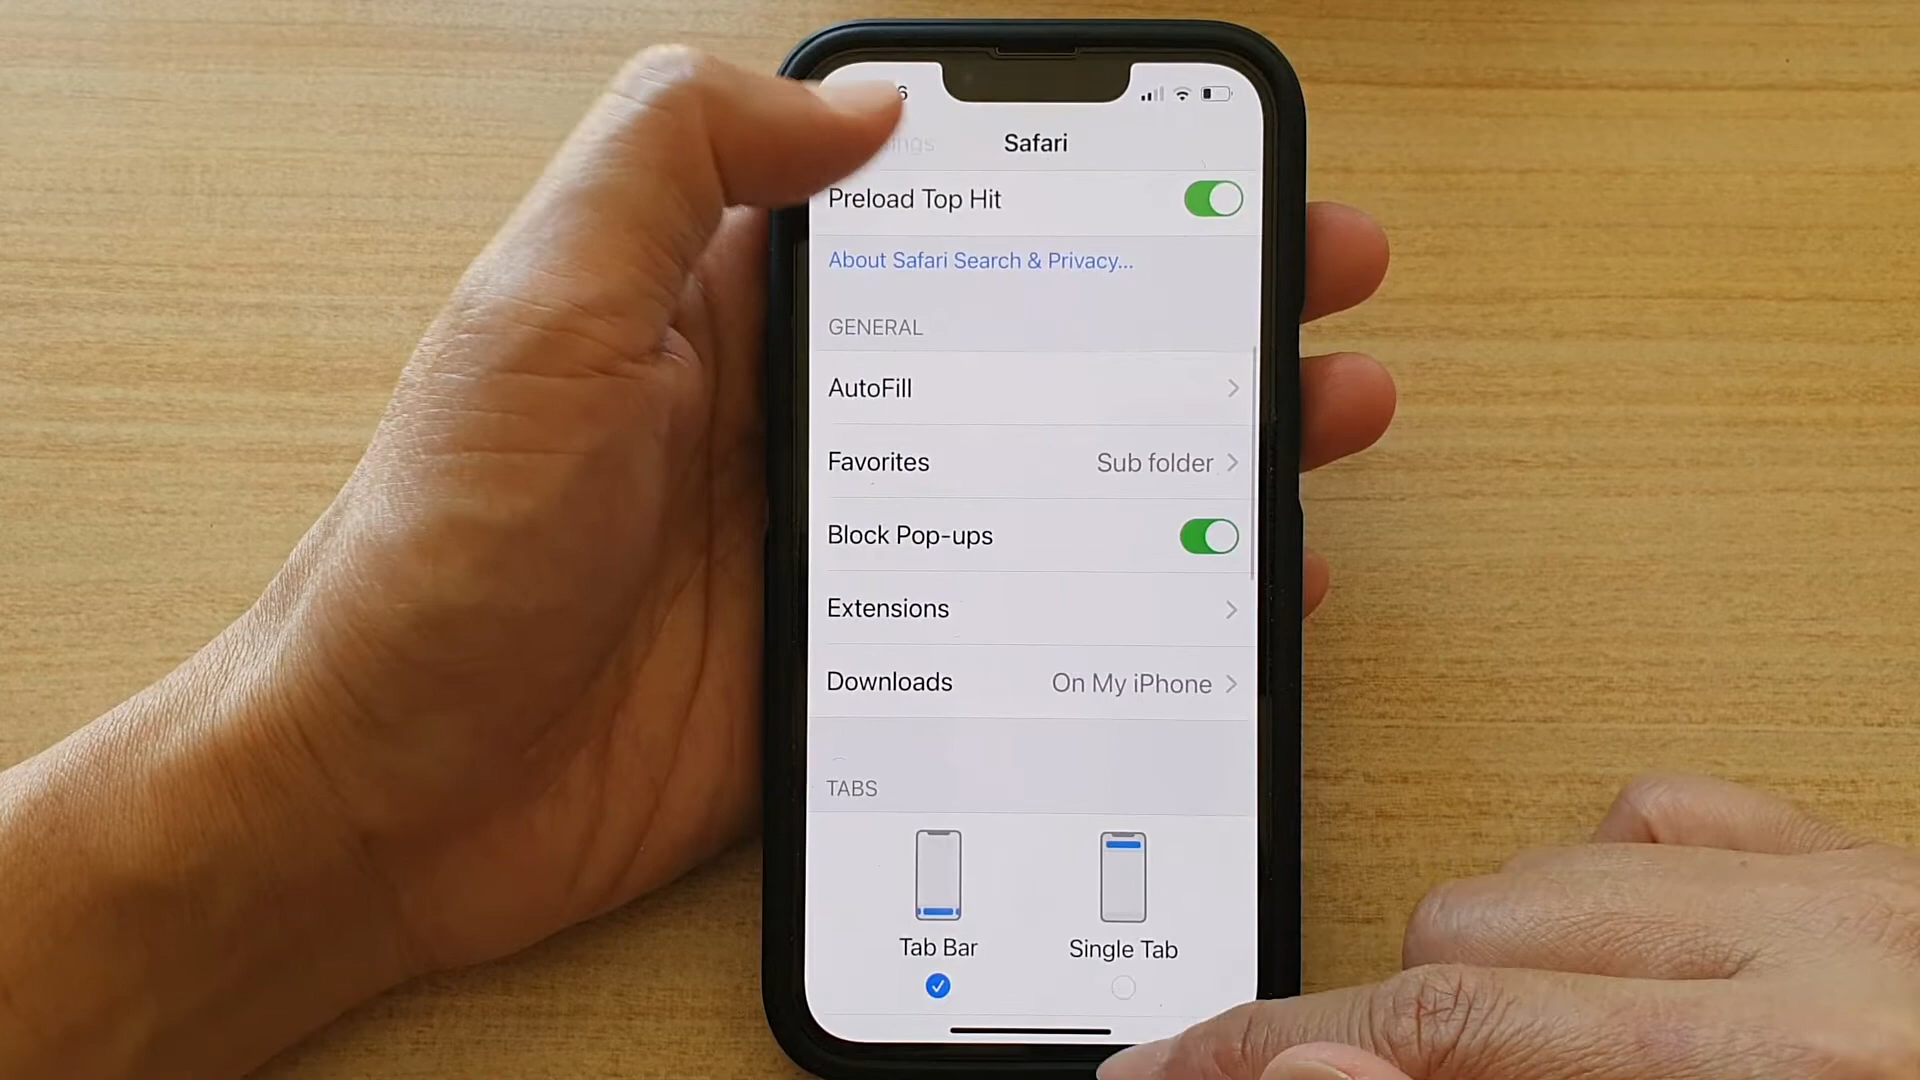 Safari
Preload Top Hit
About Safari Search & Privacy...
GENERAL
AutoFill
Favorites Sub folder
Block Pop-ups
Extensions
Downloads On My iPhone
TABS
Tab Bar Single Tab